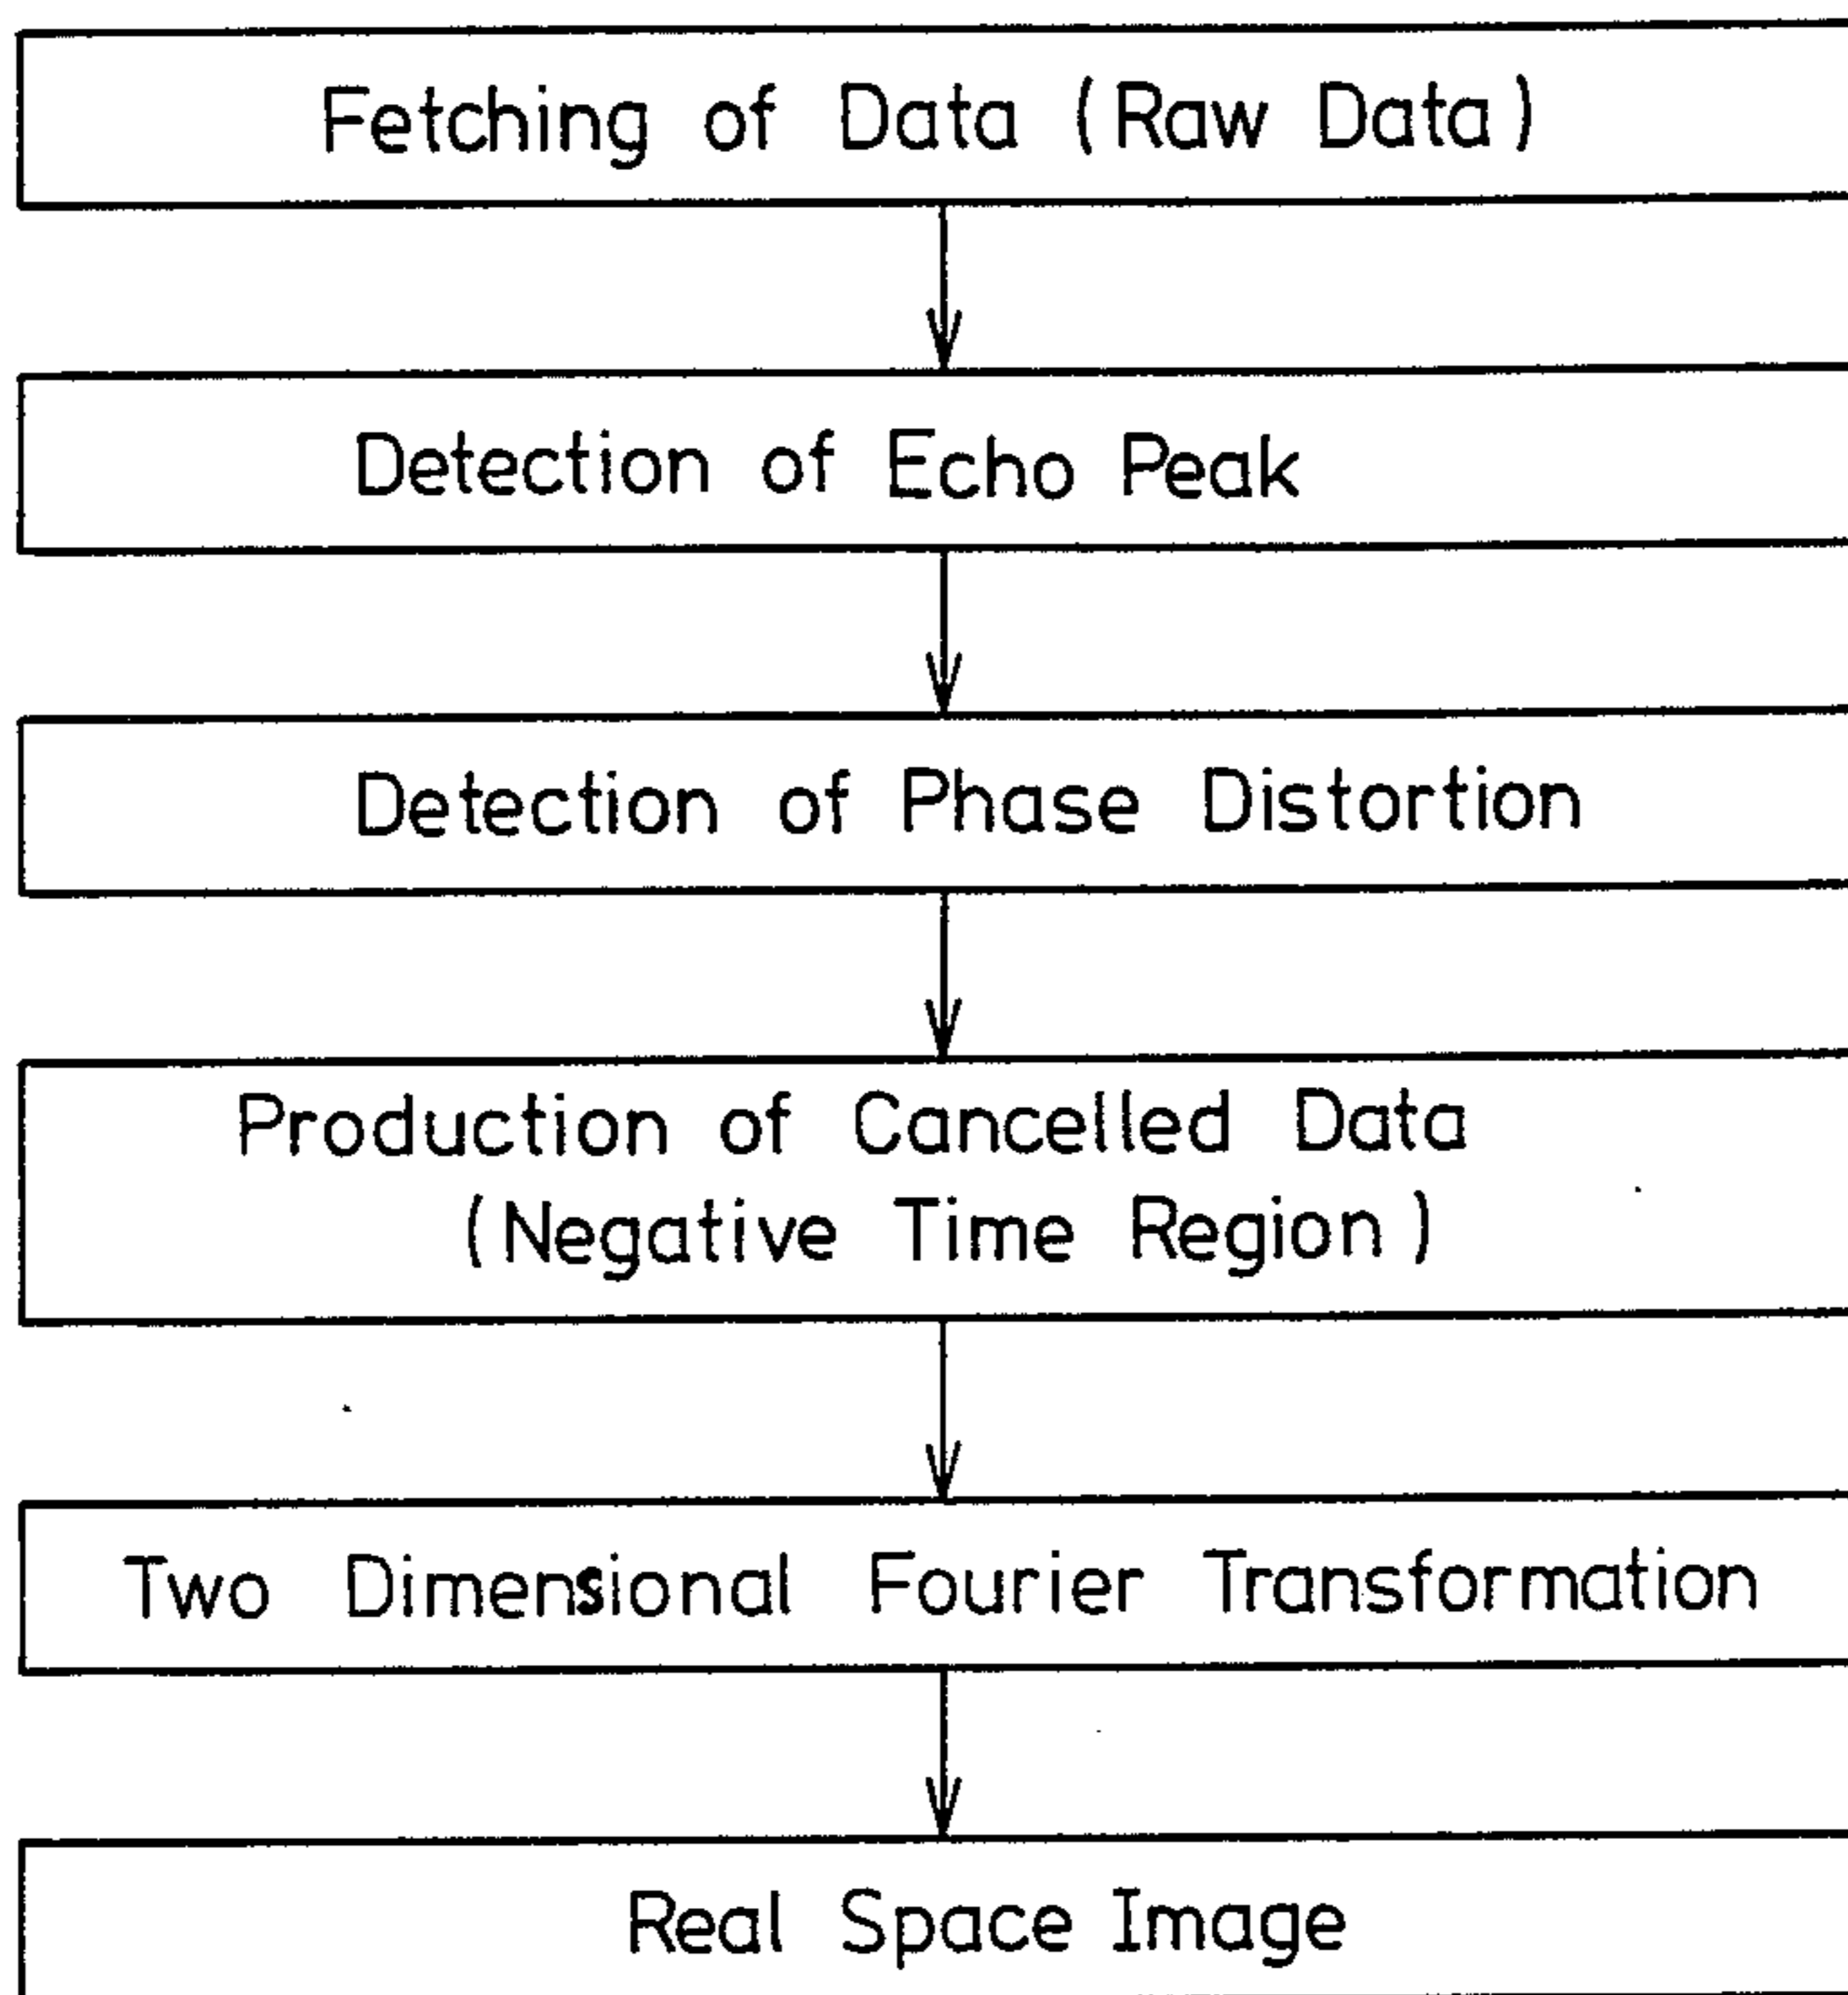 Fetching of Data (Raw Data)
Detection of Echo Peak
Detection of Phase Distortion
Production of Cancelled Data
(Negative Time Region)
Two Dimensional Fourier Transformation
Real Space Image